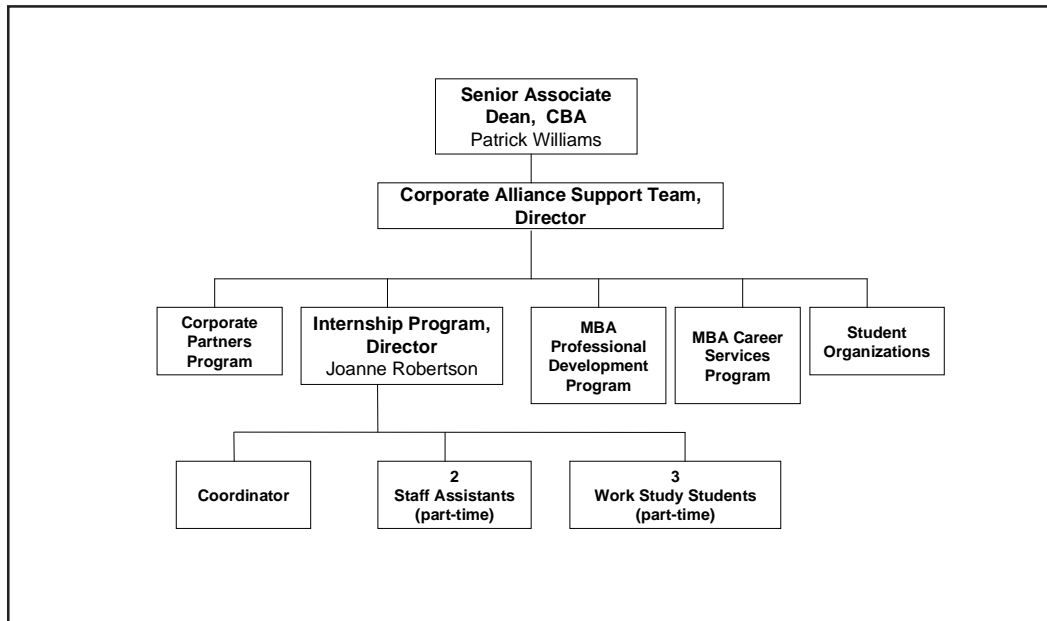 Senior Associate
Dean, CBA
Patrick Williams
Corporate Alliance Support Team,
Director
Corporate
Partners
Program
Internship Program,
Director
Joanne Robertson
MBA
Professional
Development
Program
MBA Career
Services
Program
Student
Organizations
Coordinator
2
Staff Assistants
(part-time)
3
Work Study Students
(part-time)